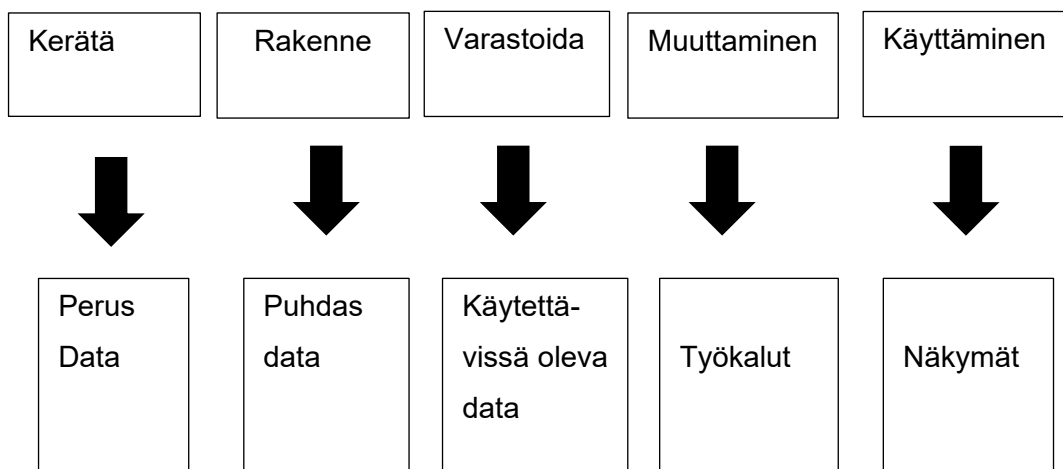 Kerätä
Rakenne
Varastoida
Muuttaminen
Käyttäminen
Perus
Data
Puhdas
data
Käytettä-
vissä oleva
data
Työkalut
Näkymät